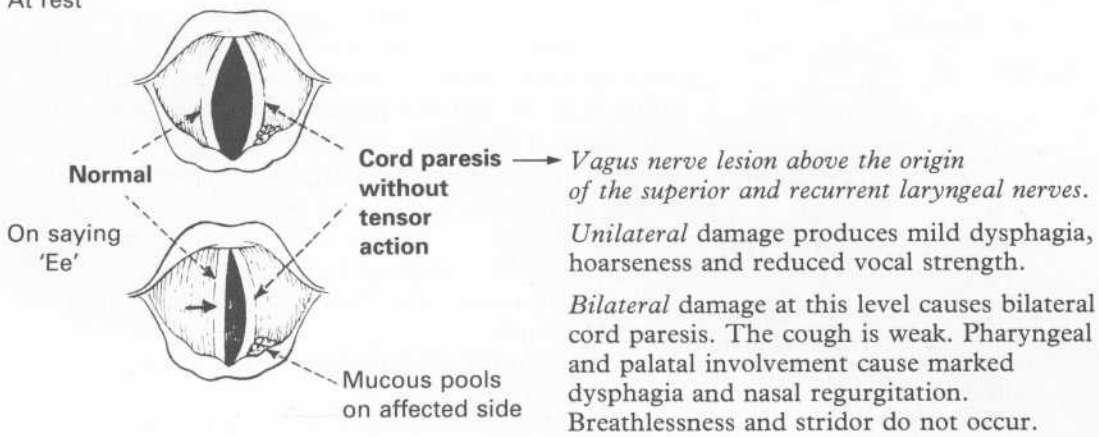 At rest
Normal
Cord paresis
without
tensor
action
Vagus nerve lesion above the origin
of the superior and recurrent laryngeal nerves.
On saying
'Ee'
Unilateral damage produces mild dysphagia,
hoarseness and reduced vocal strength.
Bilateral damage at this level causes bilateral
cord paresis. The cough is weak. Pharyngeal
and palatal involvement cause marked
dysphagia and nasal regurgitation.
Breathlessness and stridor do not occur.
Mucous pools
on affected side